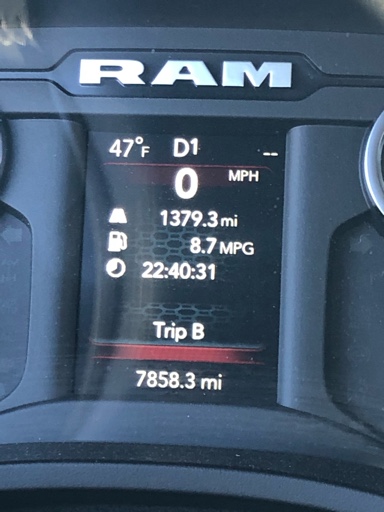 RAM
47°F D1 --
0 MPH
1379.3 mi
8.7 MPG
22:40:31
Trip B
7858.3 mi